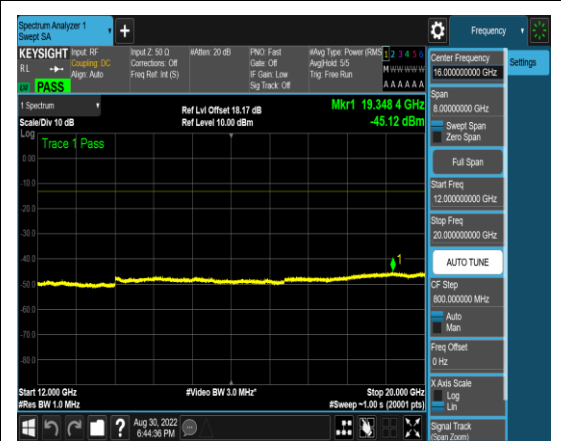 Spectrum Analyzer 1
Swept SA
Frequency
KEYSIGHT
Input: RF
Coupling: DC
Align: Auto
Input Z: 50 Ω
Corrections: Off
Freq Ref: Int (S)
#Atten: 20 dB
PNO: Fast
Gate: Off
IF Gain: Low
Sig Track: Off
#Avg Type: Power (RMS
Avg|Hold: 5/5
Trig: Free Run
1 2 3 4 5 6
M W W W W W
A A A A A A
R L
PASS
1 Spectrum
Scale/Div 10 dB
Ref Lvl Offset 18.17 dB
Ref Level 10.00 dBm
Mkr1 19.348 4 GHz
-45.12 dBm
Log
Trace 1 Pass
0.00
-10.0
-20.0
-30.0
-40.0
-50.0
-60.0
-70.0
-80.0
1
Start 12.000 GHz
#Res BW 1.0 MHz
#Video BW 3.0 MHz*
Stop 20.000 GHz
#Sweep ~1.00 s (20001 pts)
Aug 30, 2022
6:44:36 PM
Center Frequency
16.000000000 GHz
Settings
Span
8.00000000 GHz
Swept Span
Zero Span
Full Span
Start Freq
12.000000000 GHz
Stop Freq
20.000000000 GHz
AUTO TUNE
CF Step
800.000000 MHz
Auto
Man
Freq Offset
0 Hz
X Axis Scale
Log
Lin
Signal Track
(Span Zoom)